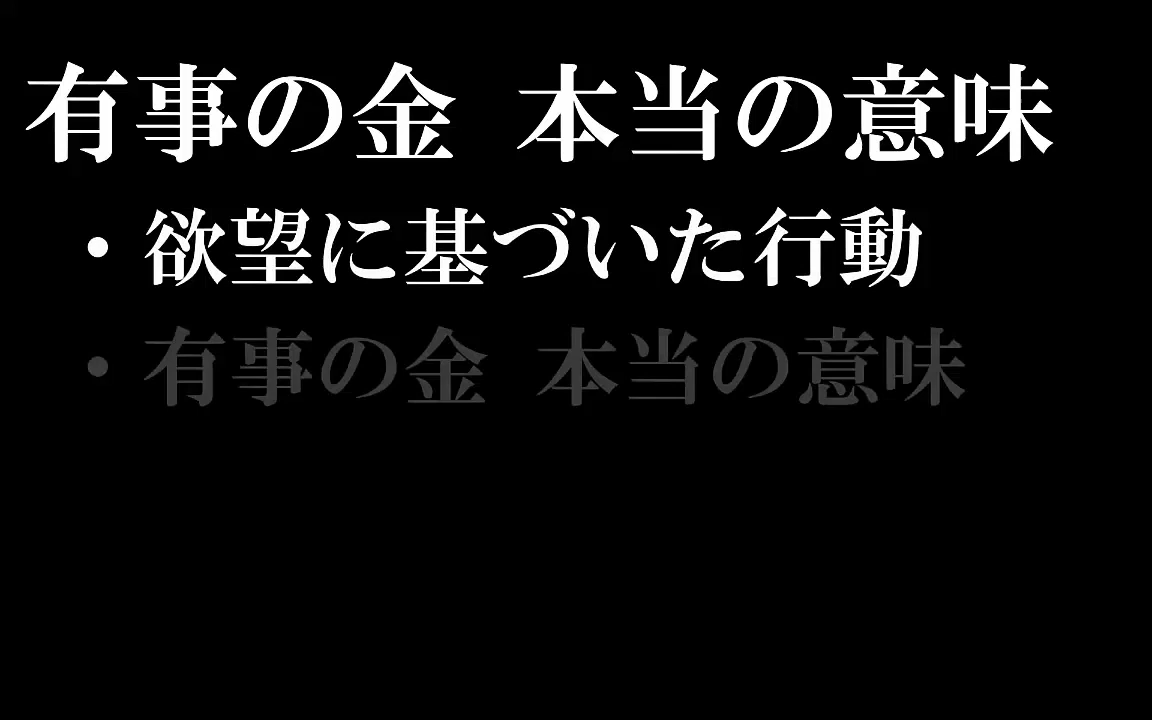 有事の金 本当の意味
・欲望に基づいた行動
・有事の金 本当の意味